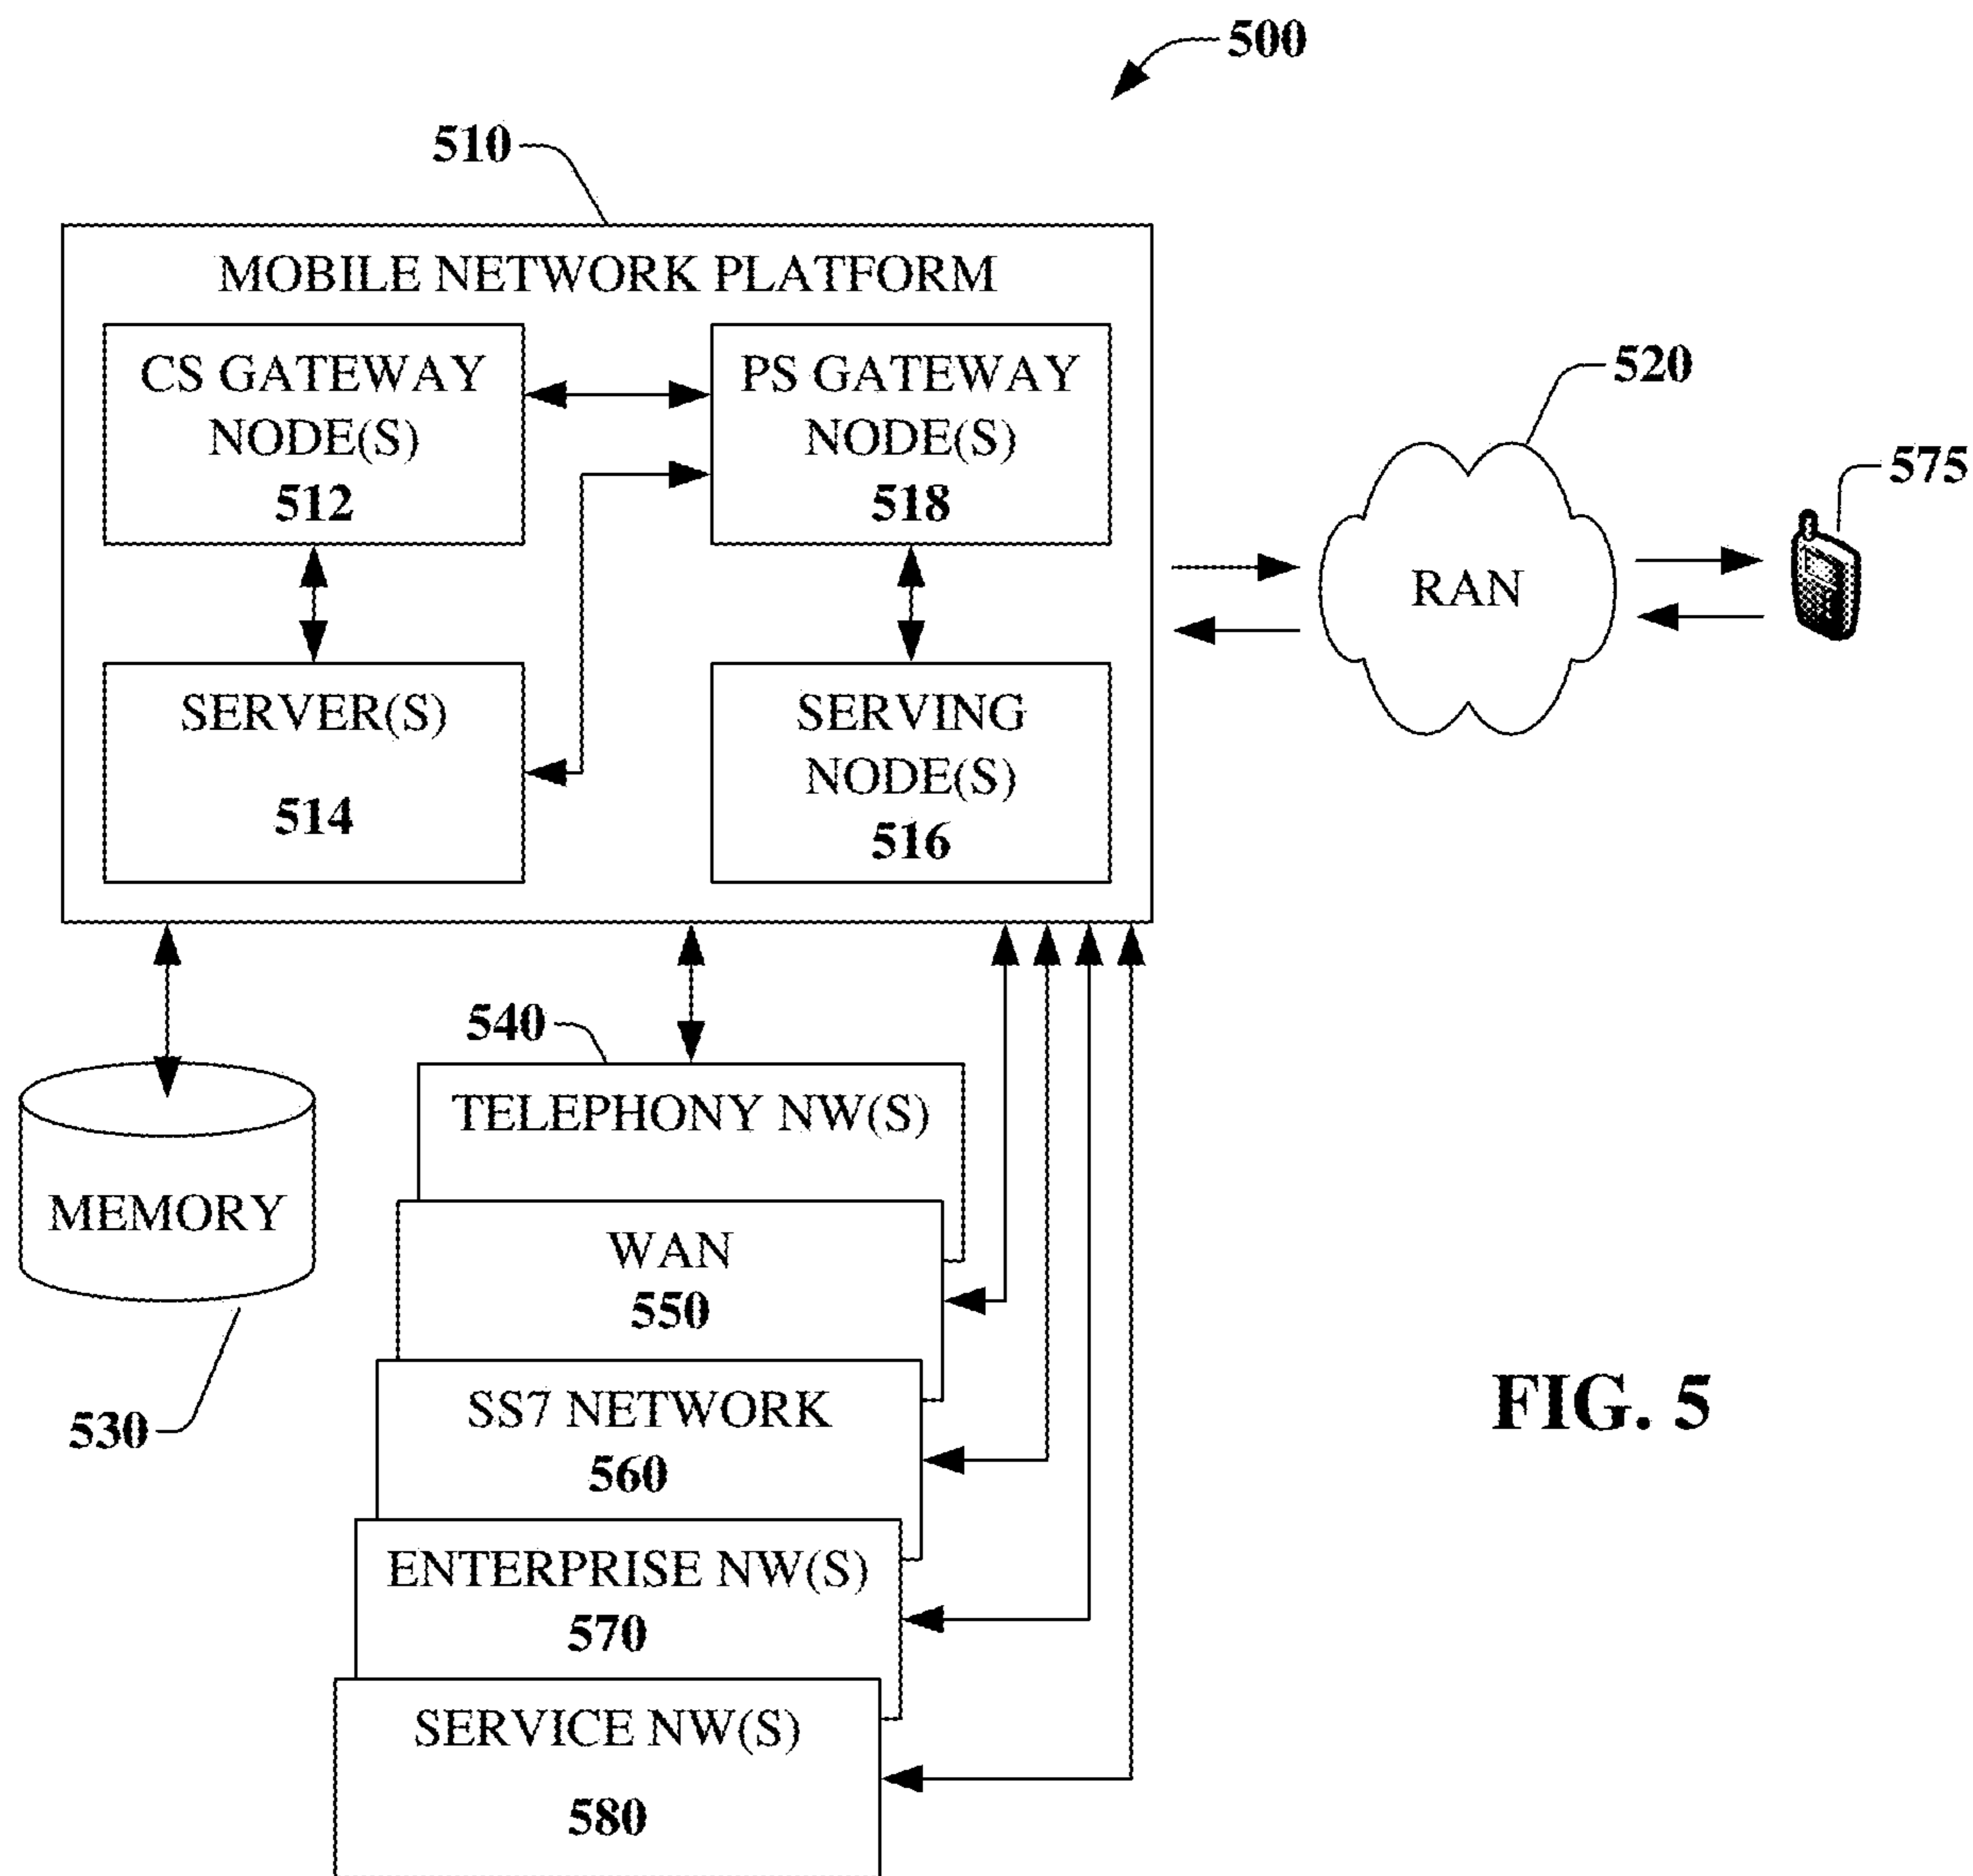 500
510
MOBILE NETWORK PLATFORM
CS GATEWAY
NODE(S)
512
PS GATEWAY
NODE(S)
518
520
575
RAN
SERVER(S)
514
SERVING
NODE(S)
516
540
TELEPHONY NW(S)
MEMORY
530
WAN
550
SS7 NETWORK
560
ENTERPRISE NW(S)
570
SERVICE NW(S)
580
FIG. 5